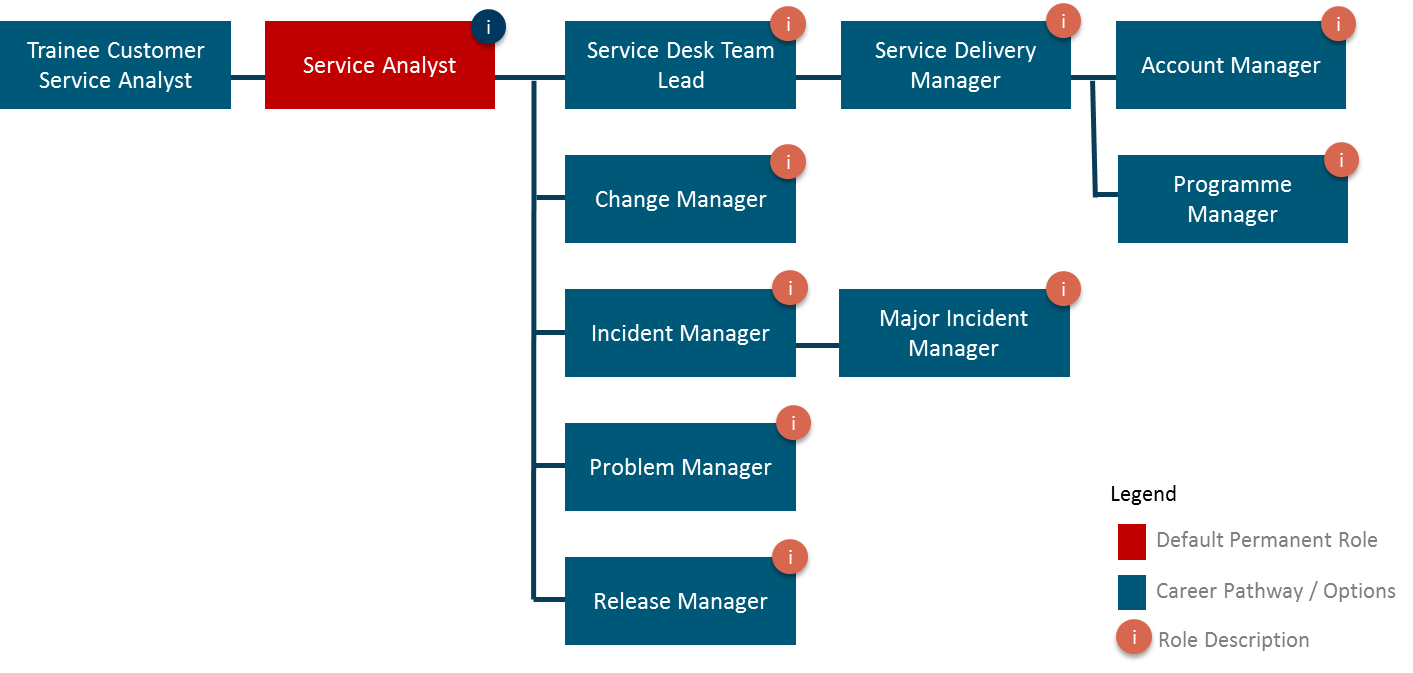 Trainee Customer
Service Analyst
i
Service Analyst
i
Service Desk Team
Lead
i
Service Delivery
Manager
i
Account Manager
i
Change Manager
i
Programme
Manager
i
Incident Manager
i
Major Incident
Manager
i
Problem Manager
i
Release Manager
Legend
Default Permanent Role
Career Pathway / Options
i Role Description